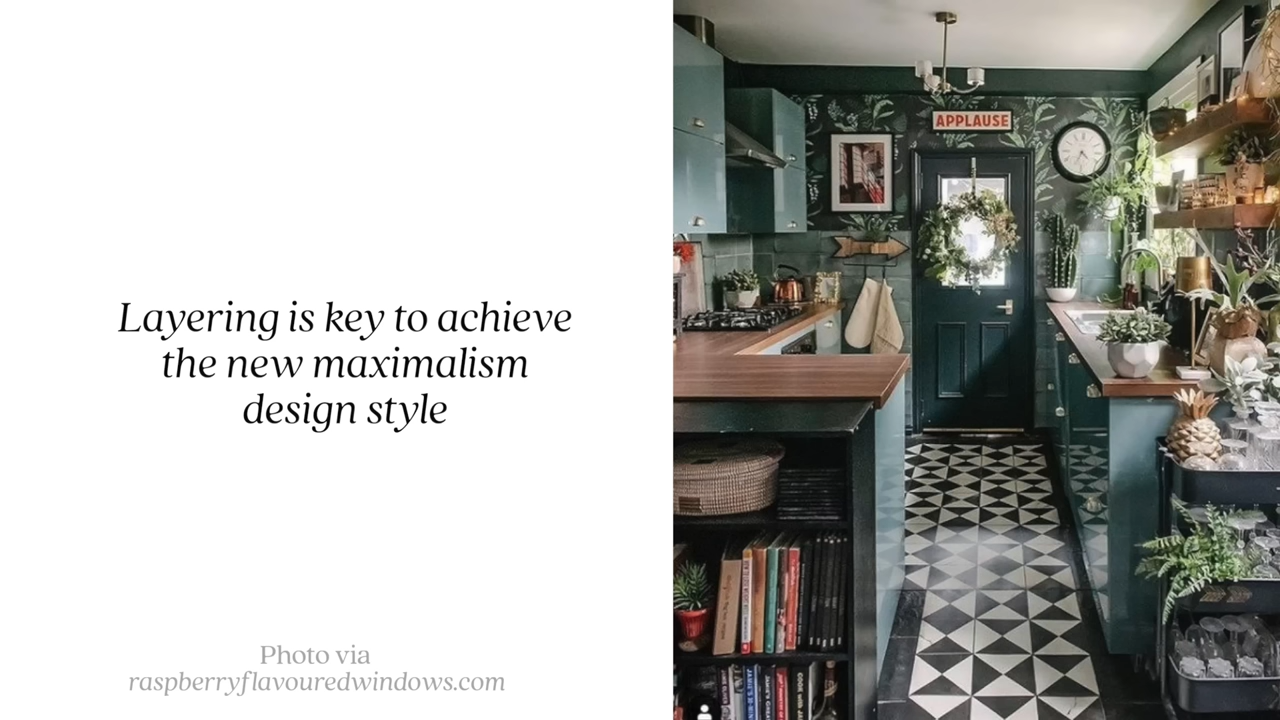 Layering is key to achieve
the new maximalism
design style
Photo via
raspberryflavouredwindows.com
APPLAUSE